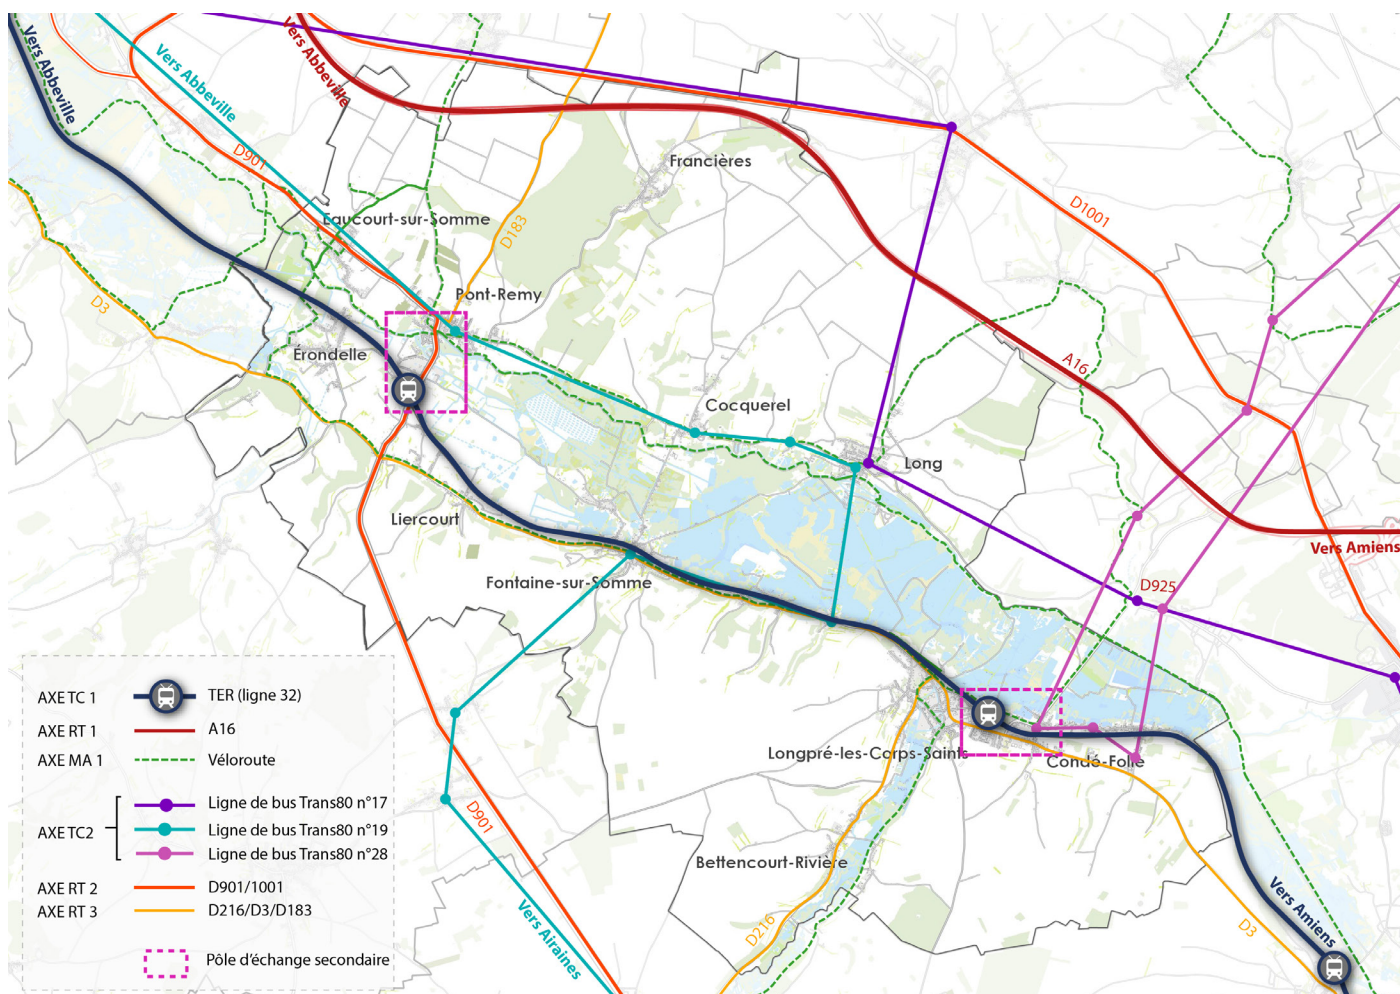 Vers Abbeville
Vers Abbeville
Vers Abbeville
D901
Francières
Eaucourt-sur-Somme
D183
D1001
D3
Pont-Remy
Érondelle
A16
Cocquerel
Long
Liercourt
Vers Amiens
Fontaine-sur-Somme
D925
Longpré-les-Corps-Saints
Condé-Folie
D901
Bettencourt-Rivière
D216
Vers Airaines
Vers Amiens
D3
AXE TC 1
TER (ligne 32)
AXE RT 1
A16
AXE MA 1
Véloroute
AXE TC2
Ligne de bus Trans80 n°17
Ligne de bus Trans80 n°19
Ligne de bus Trans80 n°28
AXE RT 2
D901/1001
AXE RT 3
D216/D3/D183
Pôle d'échange secondaire